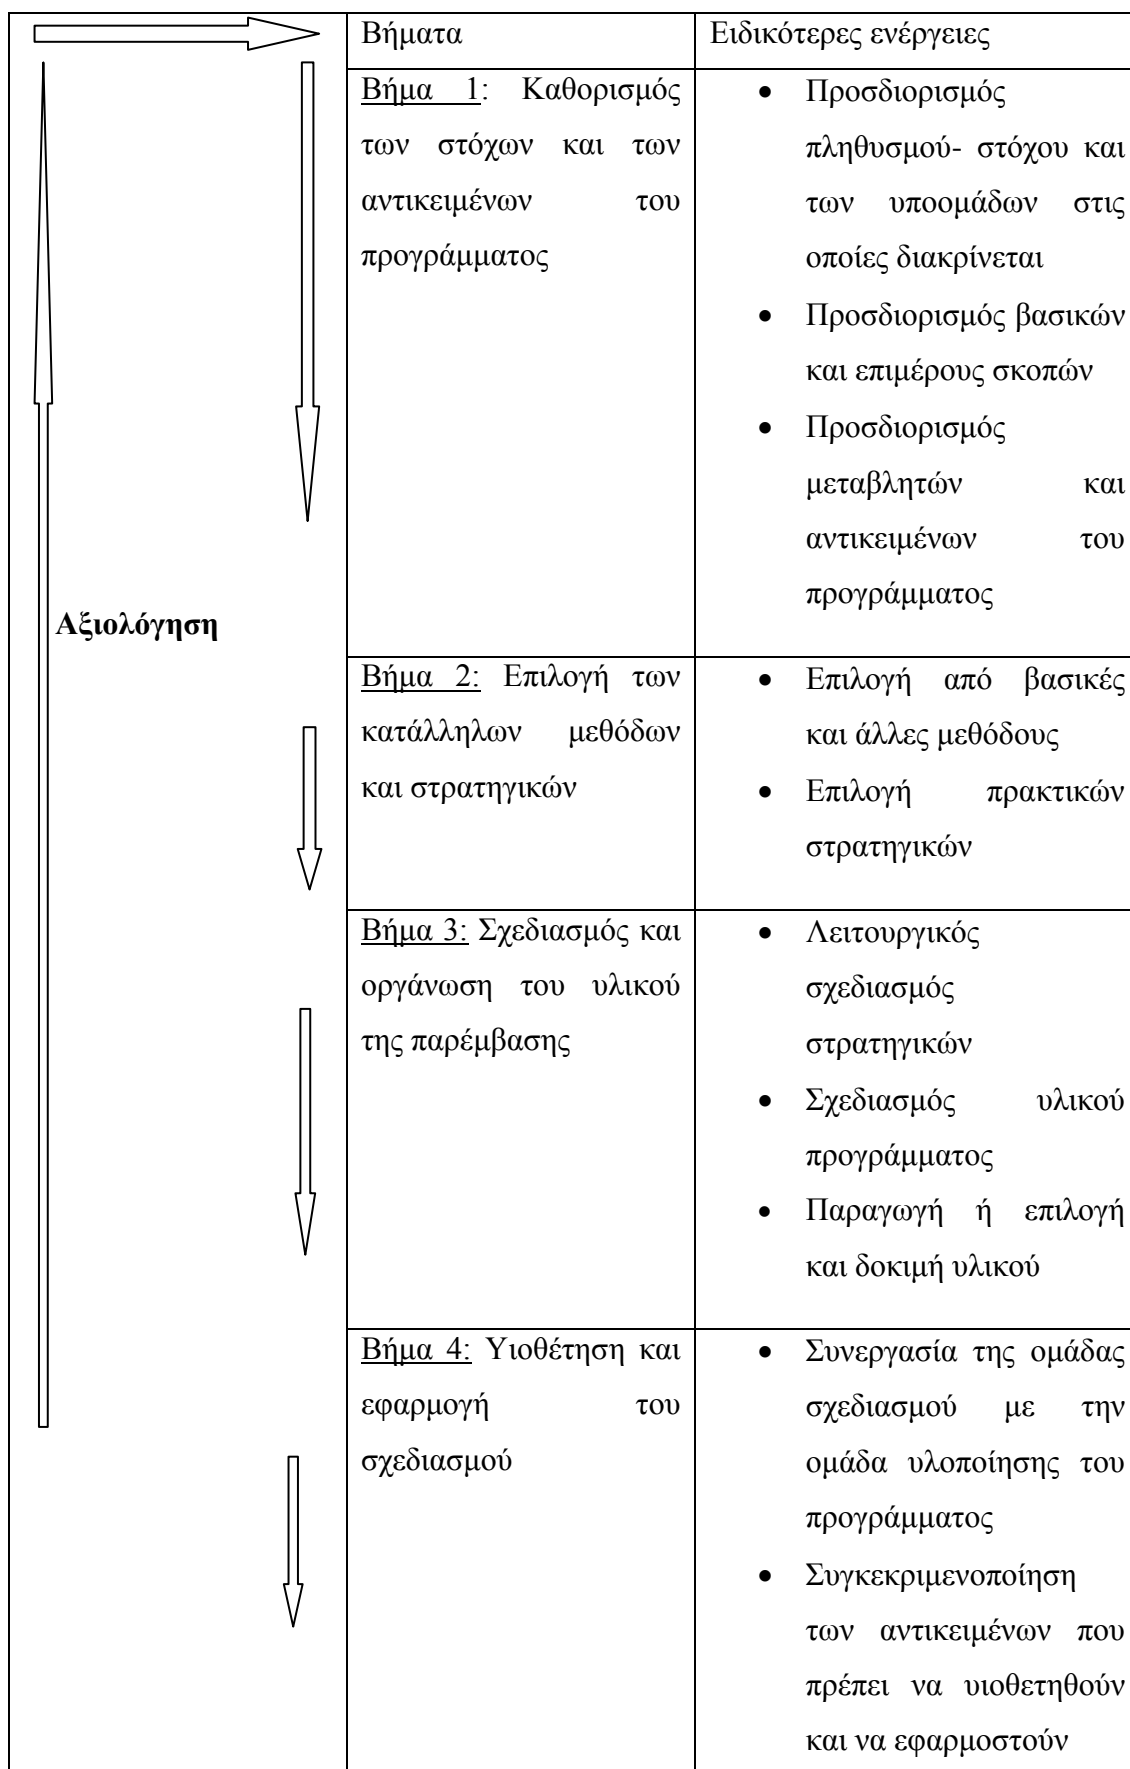 Βήματα
Ειδικότερες ενέργειες
Βήμα 1: Καθορισμός
των στόχων και των
αντικειμένων του
προγράμματος
• Προσδιορισμός
πληθυσμού- στόχου και
των υποομάδων στις
οποίες διακρίνεται
• Προσδιορισμός βασικών
και επιμέρους σκοπών
• Προσδιορισμός
μεταβλητών και
αντικειμένων του
προγράμματος
Αξιολόγηση
Βήμα 2: Επιλογή των
κατάλληλων μεθόδων
και στρατηγικών
• Επιλογή από βασικές
και άλλες μεθόδους
• Επιλογή πρακτικών
στρατηγικών
Βήμα 3: Σχεδιασμός και
οργάνωση του υλικού
της παρέμβασης
• Λειτουργικός
σχεδιασμός
στρατηγικών
• Σχεδιασμός υλικού
προγράμματος
• Παραγωγή ή επιλογή
και δοκιμή υλικού
Βήμα 4: Υιοθέτηση και
εφαρμογή του
σχεδιασμού
• Συνεργασία της ομάδας
σχεδιασμού με την
ομάδα υλοποίησης του
προγράμματος
• Συγκεκριμενοποίηση
των αντικειμένων που
πρέπει να υιοθετηθούν
και να εφαρμοστούν